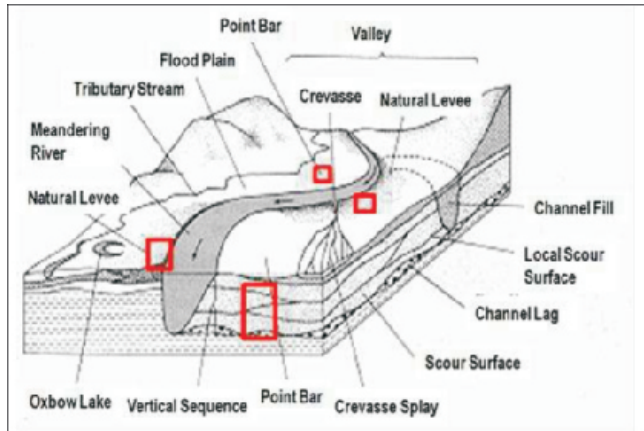 Point Bar
Valley
Flood Plain
Tributary Stream
Crevasse
Natural Levee
Meandering
River
Natural Levee
Channel Fill
Local Scour
Surface
Channel Lag
Scour Surface
Oxbow Lake
Vertical Sequence
Point Bar
Crevasse Splay